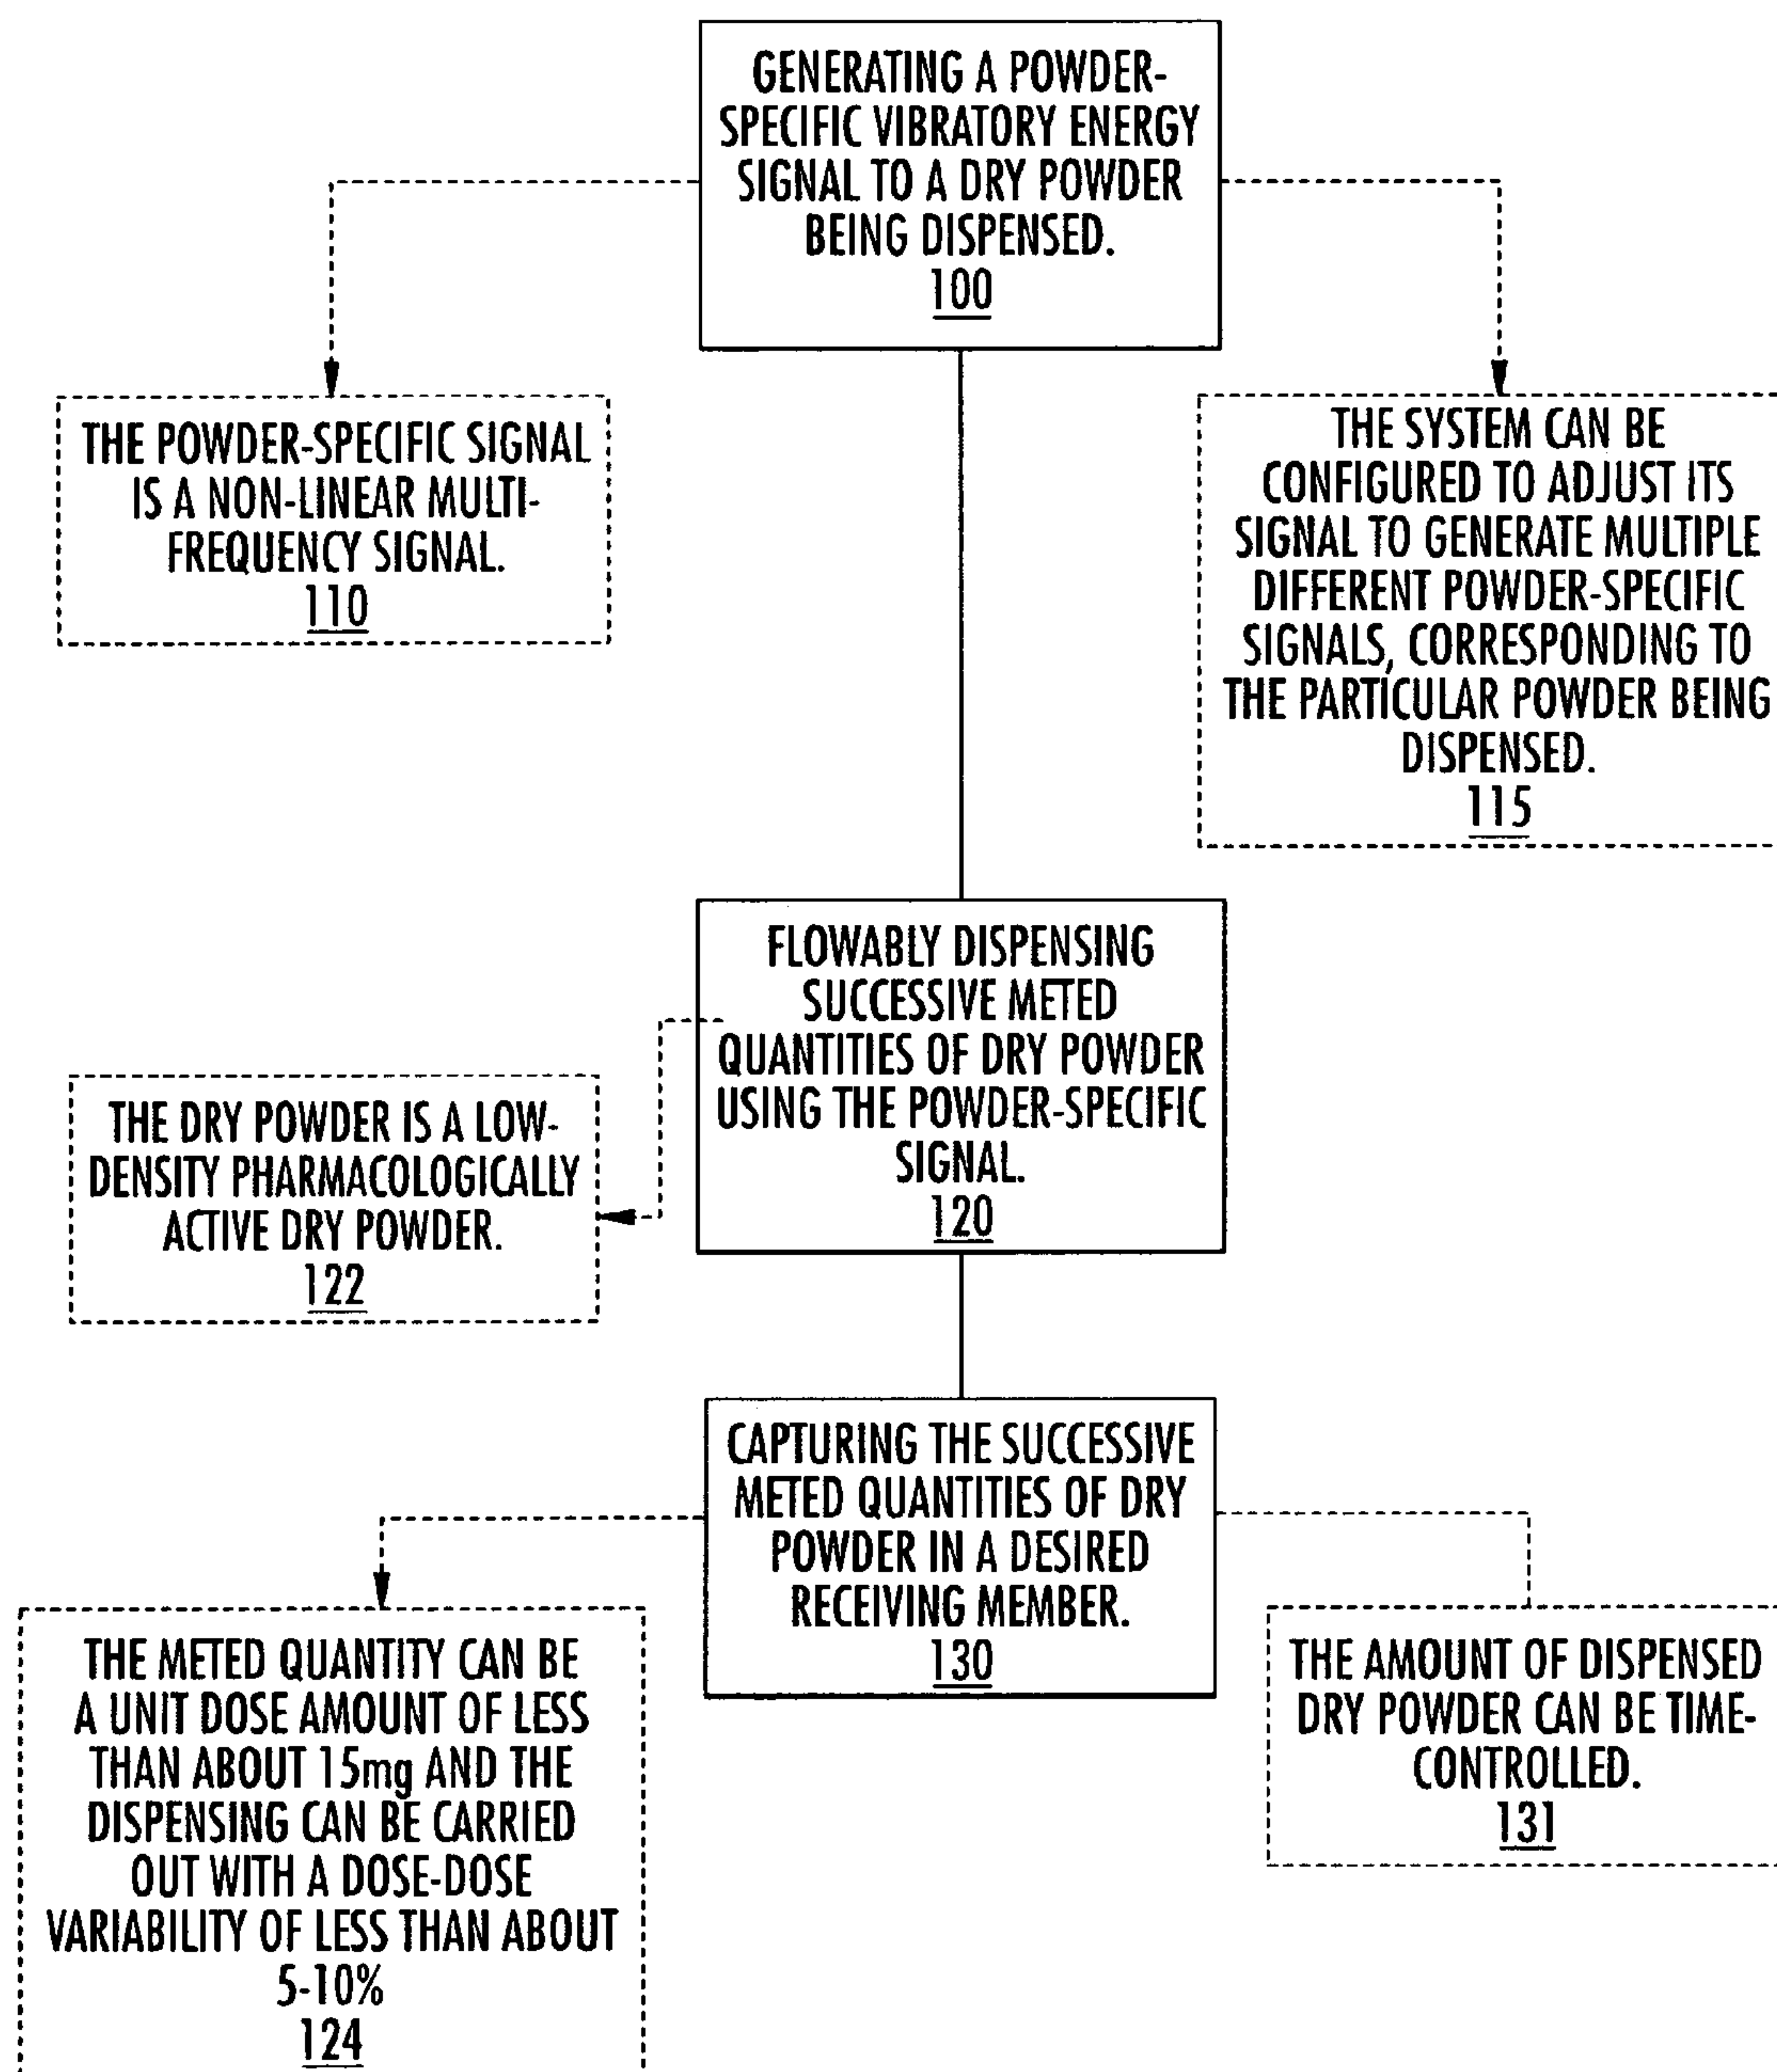 GENERATING A POWDER-
SPECIFIC VIBRATORY ENERGY
SIGNAL TO A DRY POWDER
BEING DISPENSED.
100
THE POWDER-SPECIFIC SIGNAL
IS A NON-LINEAR MULTI-
FREQUENCY SIGNAL.
110
THE SYSTEM CAN BE
CONFIGURED TO ADJUST ITS
SIGNAL TO GENERATE MULTIPLE
DIFFERENT POWDER-SPECIFIC
SIGNALS, CORRESPONDING TO
THE PARTICULAR POWDER BEING
DISPENSED.
115
FLOWABLY DISPENSING
SUCCESSIVE METED
QUANTITIES OF DRY POWDER
USING THE POWDER-SPECIFIC
SIGNAL.
120
THE DRY POWDER IS A LOW-
DENSITY PHARMACOLOGICALLY
ACTIVE DRY POWDER.
122
CAPTURING THE SUCCESSIVE
METED QUANTITIES OF DRY
POWDER IN A DESIRED
RECEIVING MEMBER.
130
THE METED QUANTITY CAN BE
A UNIT DOSE AMOUNT OF LESS
THAN ABOUT 15mg AND THE
DISPENSING CAN BE CARRIED
OUT WITH A DOSE-DOSE
VARIABILITY OF LESS THAN ABOUT
5-10%
124
THE AMOUNT OF DISPENSED
DRY POWDER CAN BE TIME-
CONTROLLED.
131